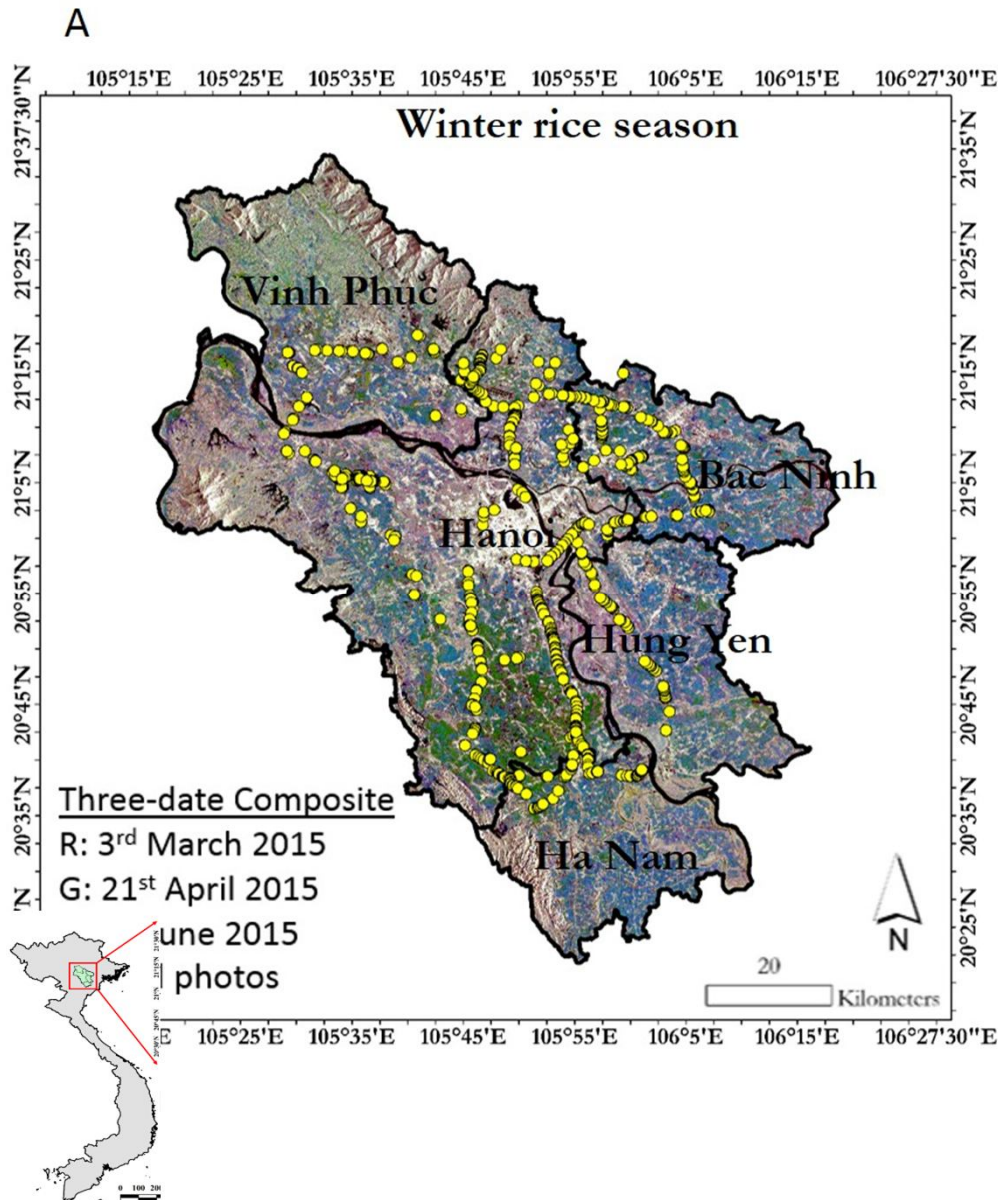 A
105°15'E 105°25'E 105°35'E 105°45'E 105°55'E 106°5'E 106°15'E 106°27'30"E
Winter rice season
21°37'30"N
21°25'N
21°15'N
21°5'N
20°55'N
20°45'N
20°35'N
21°35'N
21°25'N
21°15'N
21°5'N
20°55'N
20°45'N
20°35'N
20°25'N
Vinh Phuc
Bac Ninh
Hanoi
Hung Yen
Ha Nam
Three-date Composite
R: 3rd March 2015
G: 21st April 2015
une 2015
photos
N
20
Kilometers
E 105°25'E 105°35'E 105°45'E 105°55'E 106°5'E 106°15'E 106°27'30"E
0 100